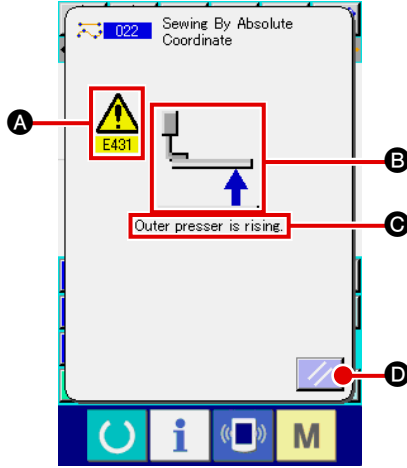 022 Sewing By Absolute
Coordinate
A
E431
B
Outer presser is rising.
C
D
i
M